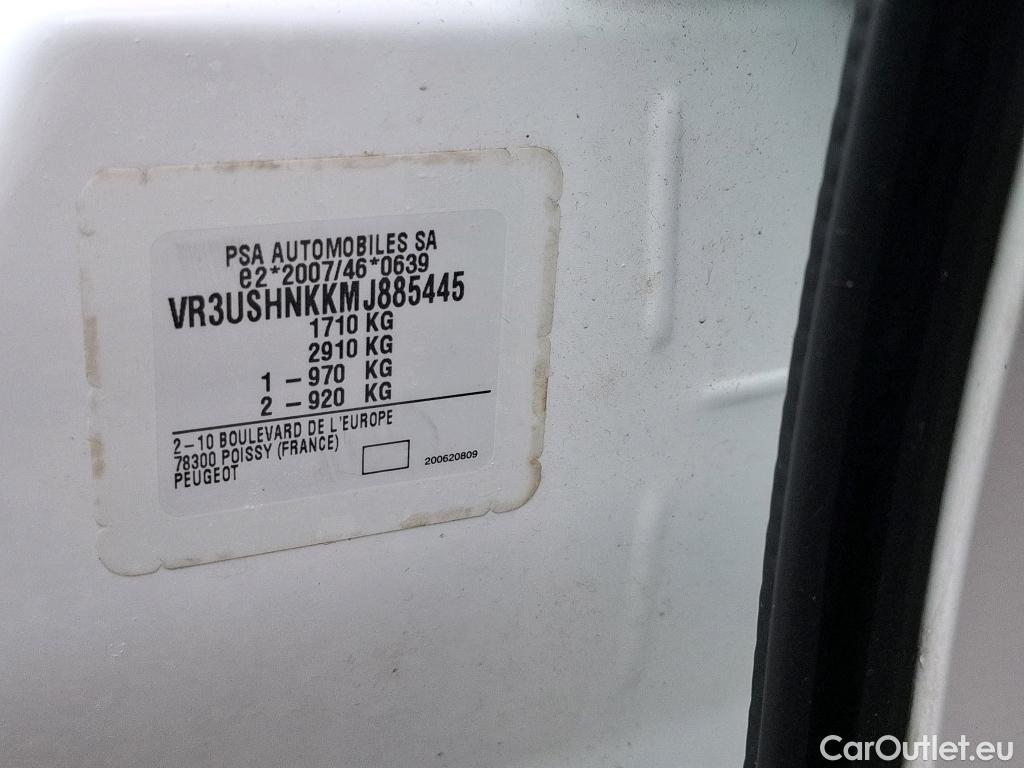 PSA AUTOMOBILES SA
e2*2007/46*0639
VR3USHNKKMJ885445
1710 KG
2910 KG
1 – 970 KG
2 – 920 KG
2–10 BOULEVARD DE L'EUROPE
78300 POISSY (FRANCE)
PEUGEOT
200620809
CarOutlet.eu